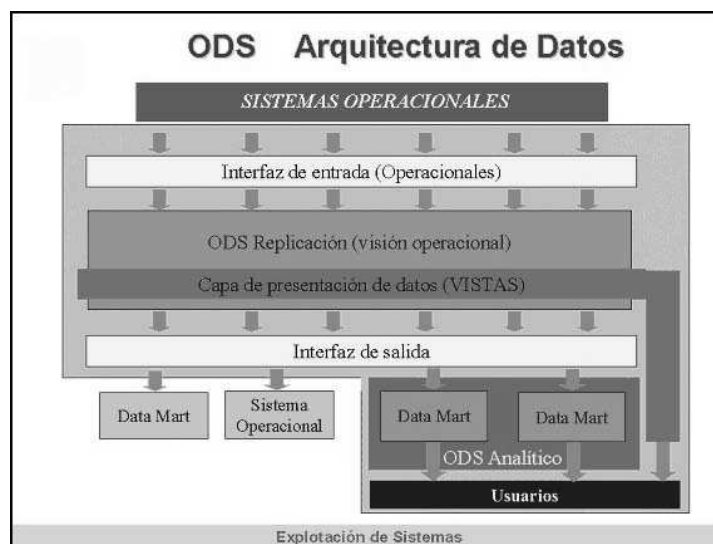 ODS Arquitectura de Datos
SISTEMAS OPERACIONALES
Interfaz de entrada (Operacionales)
ODS Replicación (visión operacional)
Capa de presentación de datos (VISTAS)
Interfaz de salida
Data Mart
Sistema
Operacional
Data Mart
Data Mart
ODS Analítico
Usuarios
Explotación de Sistemas